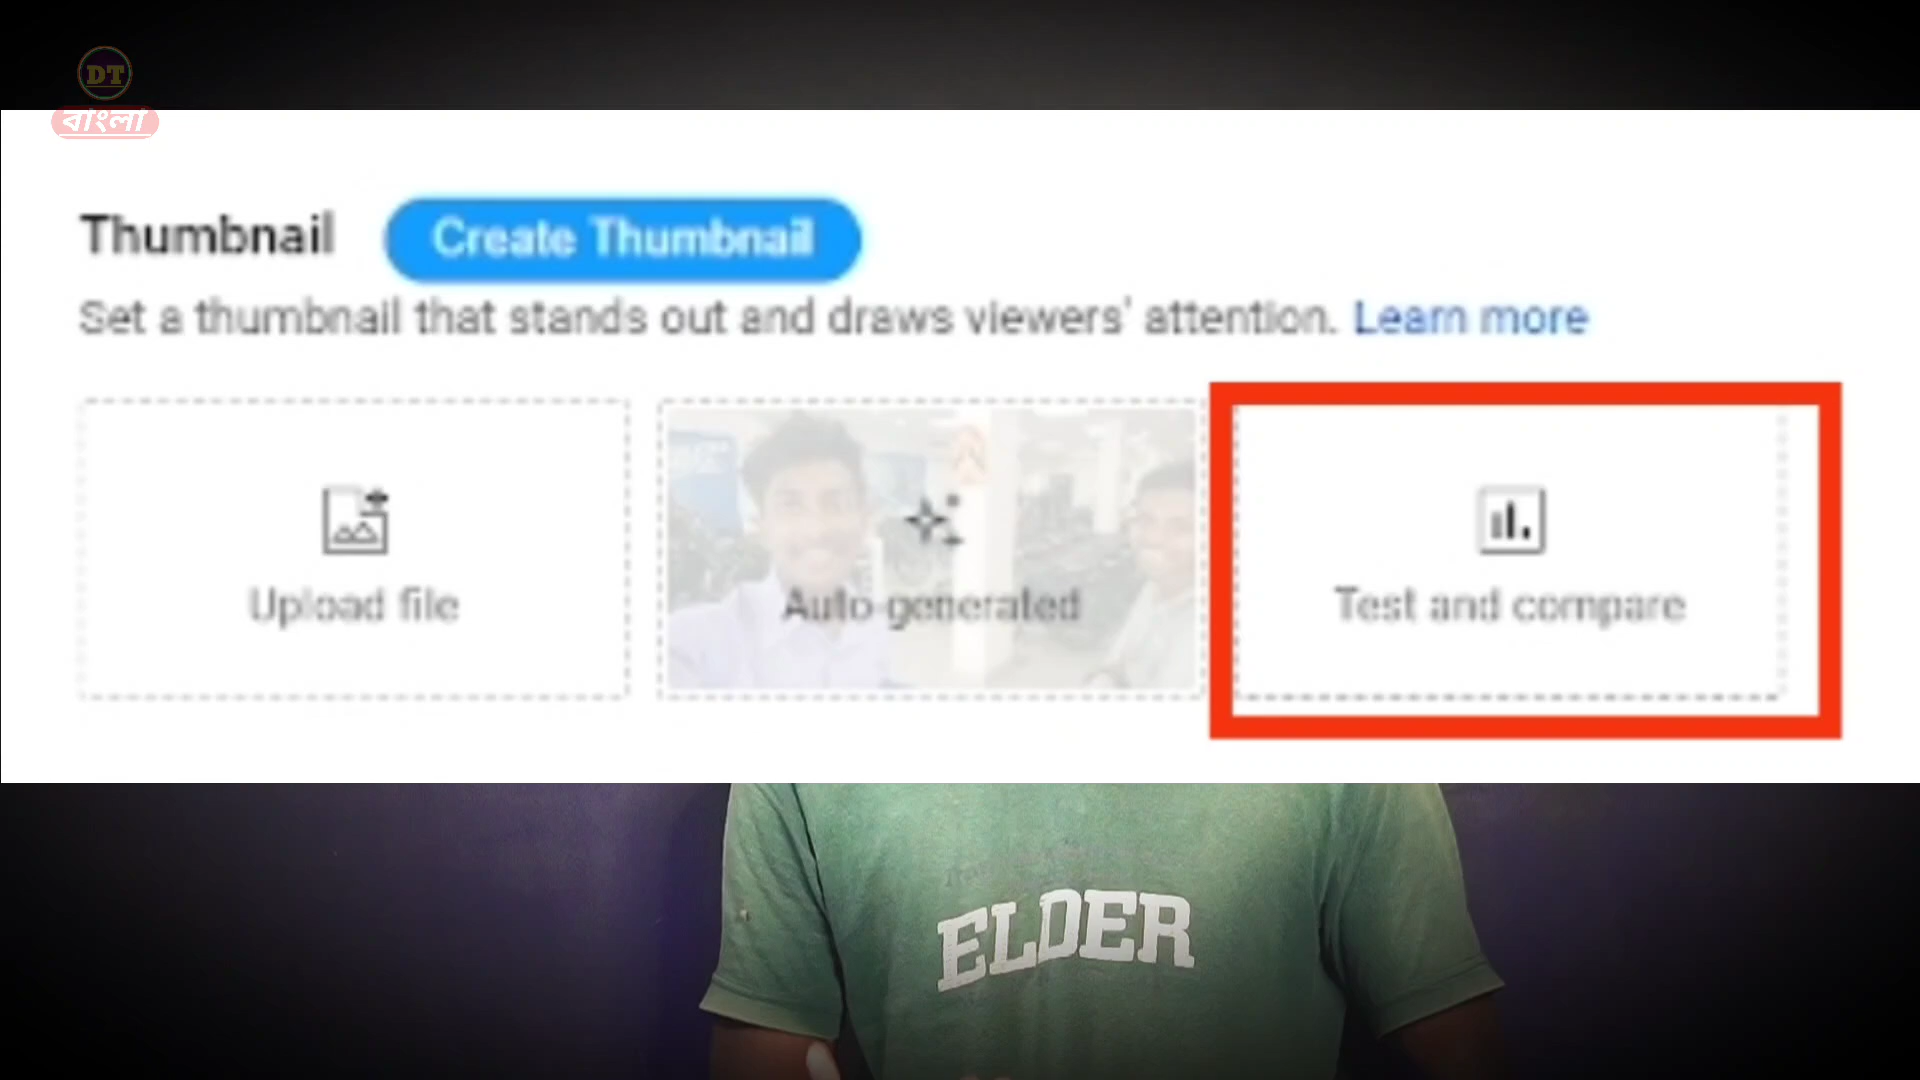 DT
বাংলা
Thumbnail Create Thumbnail
Set a thumbnail that stands out and draws viewers' attention. Learn more
Upload file
Auto-generated
Test and compare
ELDER